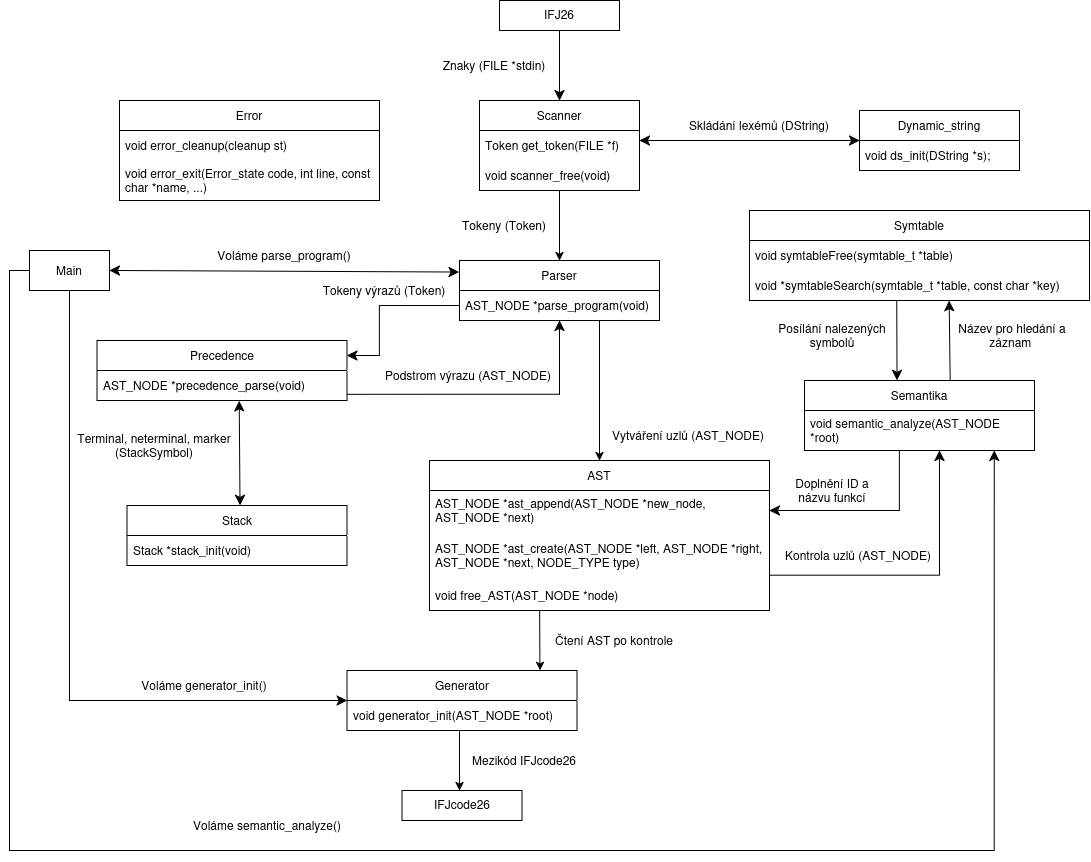 IFJ26
Znaky (FILE *stdin)
Error
void error_cleanup(cleanup st)
void error_exit(Error_state code, int line, const
char *name, ...)
Scanner
Token get_token(FILE *f)
void scanner_free(void)
Skládání lexémů (DString)
Dynamic_string
void ds_init(DString *s);
Tokeny (Token)
Symtable
void symtableFree(symtable_t *table)
void *symtableSearch(symtable_t *table, const char *key)
Main
Voláme parse_program()
Parser
AST_NODE *parse_program(void)
Tokeny výrazů (Token)
Precedence
AST_NODE *precedence_parse(void)
Podstrom výrazu (AST_NODE)
Posílání nalezených
symbolů
Název pro hledání a
záznam
Semantika
void semantic_analyze(AST_NODE
*root)
Terminal, neterminal, marker
(StackSymbol)
Vytváření uzlů (AST_NODE)
Stack
Stack *stack_init(void)
AST
AST_NODE *ast_append(AST_NODE *new_node,
AST_NODE *next)
AST_NODE *ast_create(AST_NODE *left, AST_NODE *right,
AST_NODE *next, NODE_TYPE type)
void free_AST(AST_NODE *node)
Doplnění ID a
názvu funkcí
Kontrola uzlů (AST_NODE)
Čtení AST po kontrole
Voláme generator_init()
Generator
void generator_init(AST_NODE *root)
Mezikód IFJcode26
IFJcode26
Voláme semantic_analyze()